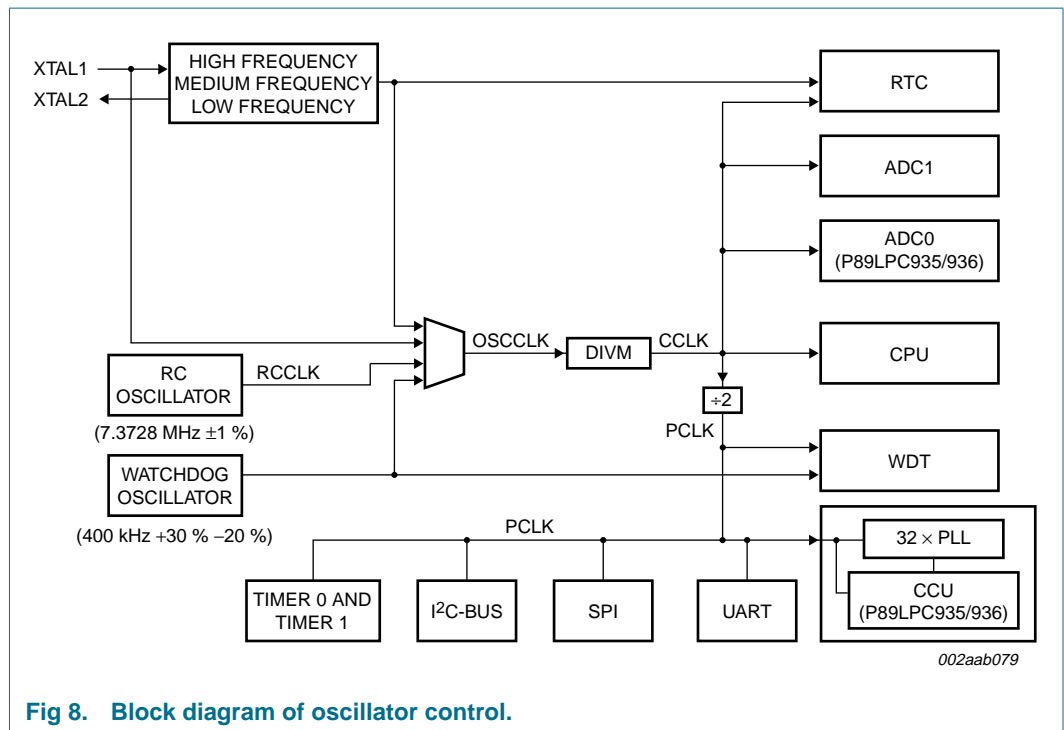 XTAL1
XTAL2
HIGH FREQUENCY
MEDIUM FREQUENCY
LOW FREQUENCY
RTC
ADC1
ADC0
(P89LPC935/936)
OSCCLK
DIVM
CCLK
CPU
RC
OSCILLATOR
RCCLK
(7.3728 MHz ±1 %)
÷2
PCLK
WATCHDOG
OSCILLATOR
(400 kHz +30 % −20 %)
WDT
PCLK
32 × PLL
CCU
(P89LPC935/936)
TIMER 0 AND
TIMER 1
I²C-BUS
SPI
UART
002aab079
Fig 8. Block diagram of oscillator control.